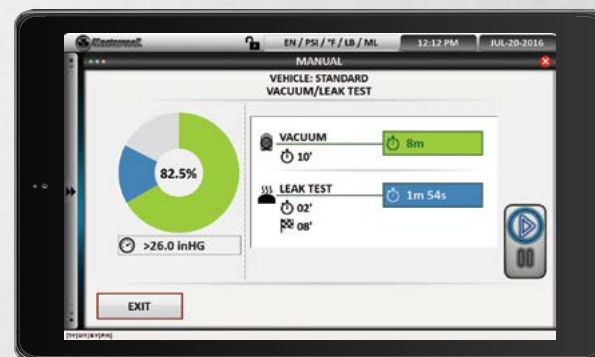 Mastercool
EN / PSI / °F / LB / ML
12:12 PM
JUL-20-2016
MANUAL
VEHICLE: STANDARD
VACUUM/LEAK TEST
82.5%
>26.0 inHG
VACUUM
10'
8m
LEAK TEST
02'
08'
1m 54s
EXIT